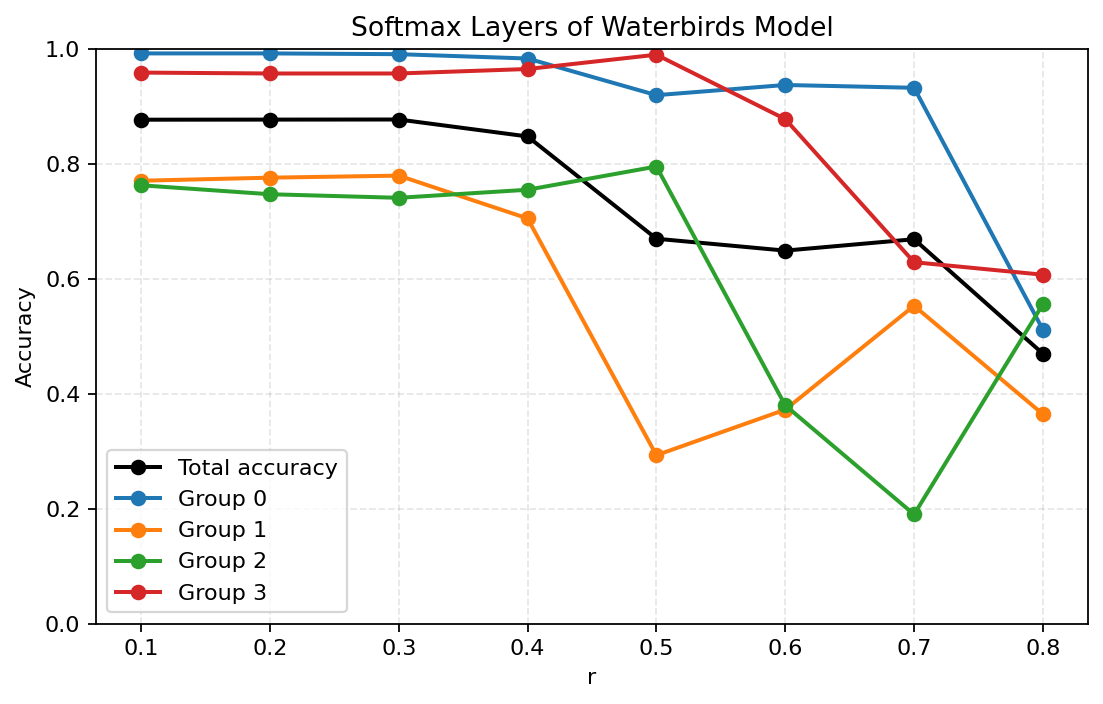 Softmax Layers of Waterbirds Model
1.0
0.8
0.6
0.4
0.2
0.0
Accuracy
Total accuracy
Group 0
Group 1
Group 2
Group 3
0.1 0.2 0.3 0.4 0.5 0.6 0.7 0.8
r